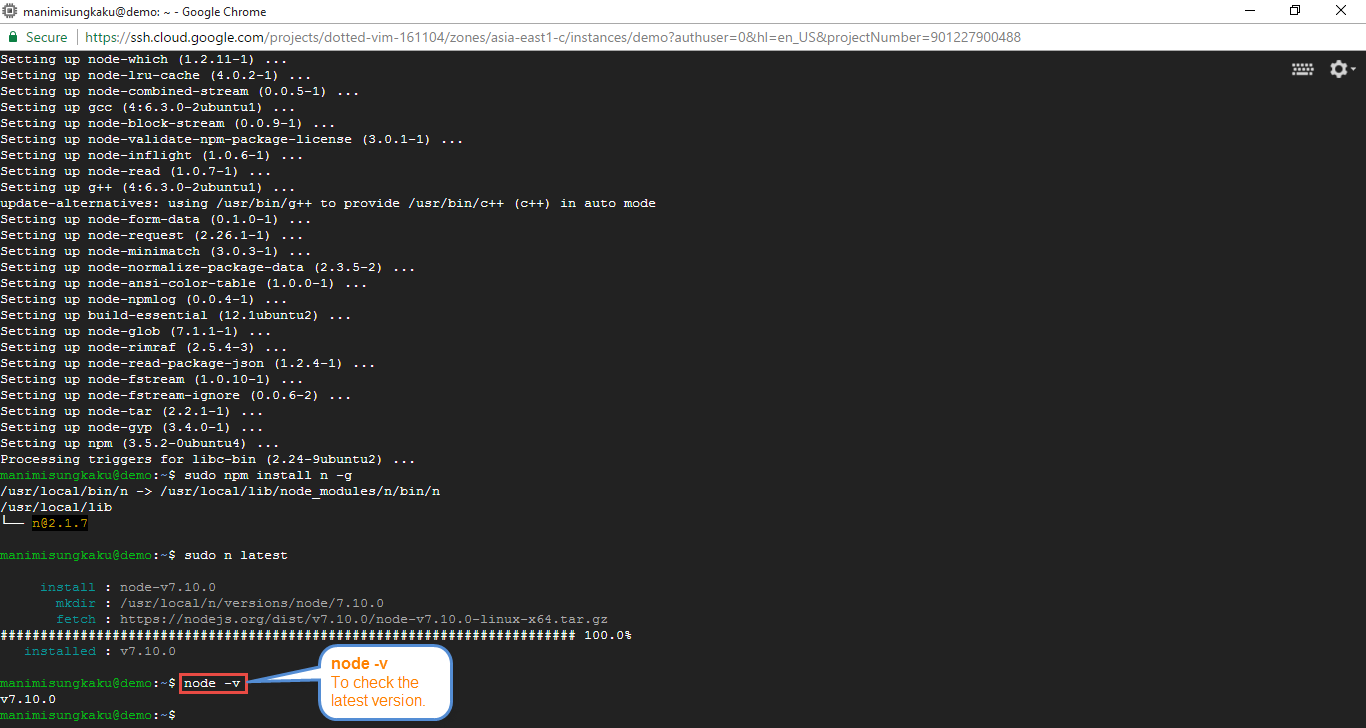 manimisungkaku@demo: ~ - Google Chrome
Secure | https://ssh.cloud.google.com/projects/dotted-vim-161104/zones/asia-east1-c/instances/demo?authuser=0&hl=en_US&projectNumber=901227900488
Setting up node-which (1.2.11-1) ...
Setting up node-lru-cache (4.0.2-1) ...
Setting up node-combined-stream (0.0.5-1) ...
Setting up gcc (4:6.3.0-2ubuntu1) ...
Setting up node-block-stream (0.0.9-1) ...
Setting up node-validate-npm-package-license (3.0.1-1) ...
Setting up node-inflight (1.0.6-1) ...
Setting up node-read (1.0.7-1) ...
Setting up g++ (4:6.3.0-2ubuntu1) ...
update-alternatives: using /usr/bin/g++ to provide /usr/bin/c++ (c++) in auto mode
Setting up node-form-data (0.1.0-1) ...
Setting up node-request (2.26.1-1) ...
Setting up node-minimatch (3.0.3-1) ...
Setting up node-normalize-package-data (2.3.5-2) ...
Setting up node-ansi-color-table (1.0.0-1) ...
Setting up node-npmlog (0.0.4-1) ...
Setting up build-essential (12.1ubuntu2) ...
Setting up node-glob (7.1.1-1) ...
Setting up node-rimraf (2.5.4-3) ...
Setting up node-read-package-json (1.2.4-1) ...
Setting up node-fstream (1.0.10-1) ...
Setting up node-fstream-ignore (0.0.6-2) ...
Setting up node-tar (2.2.1-1) ...
Setting up node-gyp (3.4.0-1) ...
Setting up npm (3.5.2-0ubuntu4) ...
Processing triggers for libc-bin (2.24-9ubuntu2) ...
manimisungkaku@demo:~$ sudo npm install n -g
/usr/local/bin/n -> /usr/local/lib/node_modules/n/bin/n
/usr/local/lib
└── n@2.1.7
manimisungkaku@demo:~$ sudo n latest
install : node-v7.10.0
mkdir : /usr/local/n/versions/node/7.10.0
fetch : https://nodejs.org/dist/v7.10.0/node-v7.10.0-linux-x64.tar.gz
######################################################################## 100.0%
installed : v7.10.0
manimisungkaku@demo:~$ node -v
v7.10.0
manimisungkaku@demo:~$
node -v
To check the
latest version.